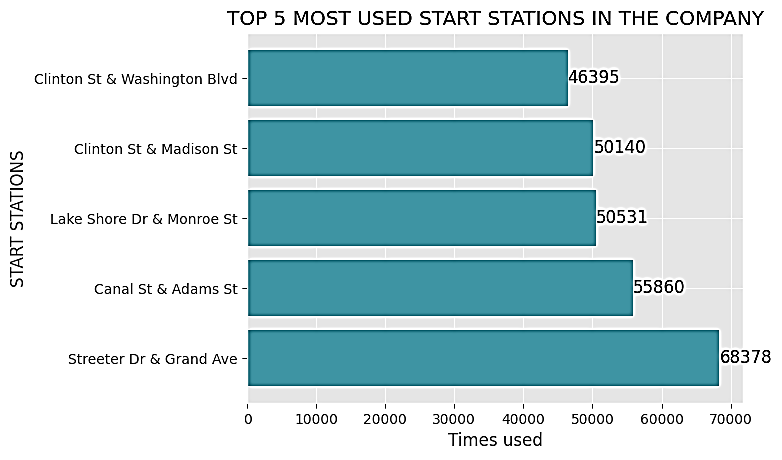 TOP 5 MOST USED START STATIONS IN THE COMPANY
START STATIONS
Clinton St & Washington Blvd 46395
Clinton St & Madison St 50140
Lake Shore Dr & Monroe St 50531
Canal St & Adams St 55860
Streeter Dr & Grand Ave 68378
0 10000 20000 30000 40000 50000 60000 70000
Times used